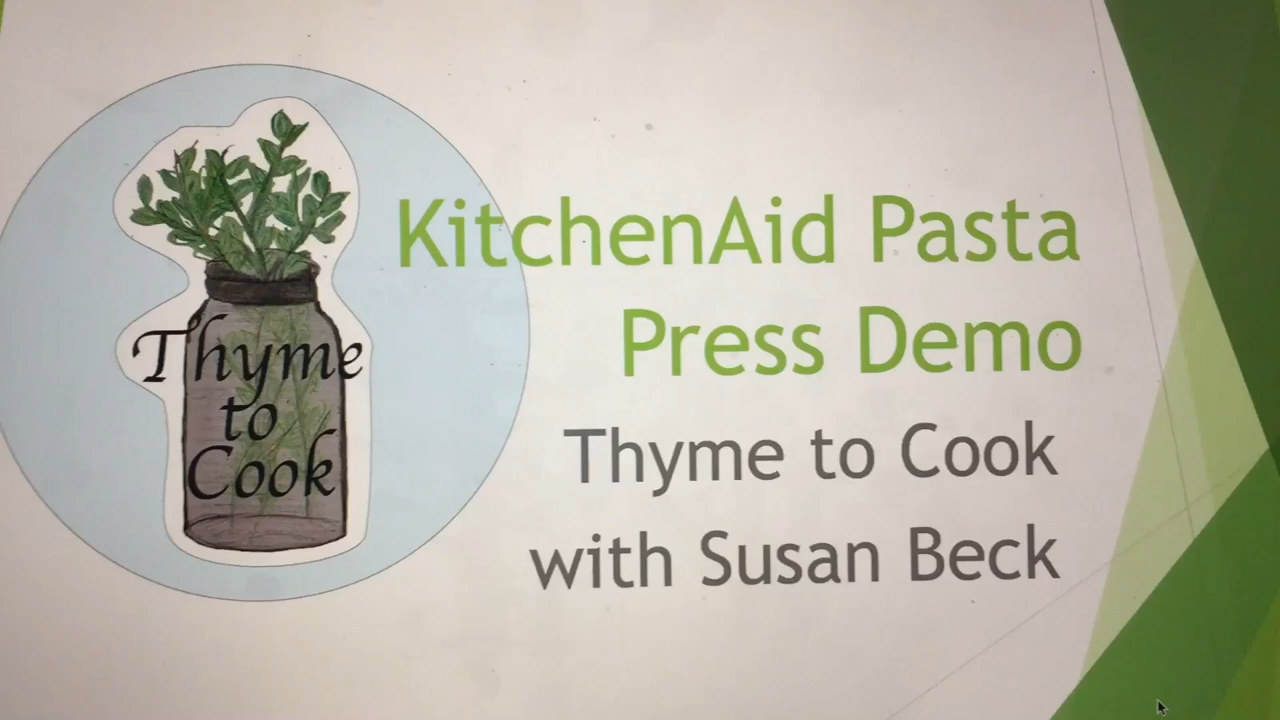 Thyme
to
Cook
KitchenAid Pasta
Press Demo
Thyme to Cook
with Susan Beck